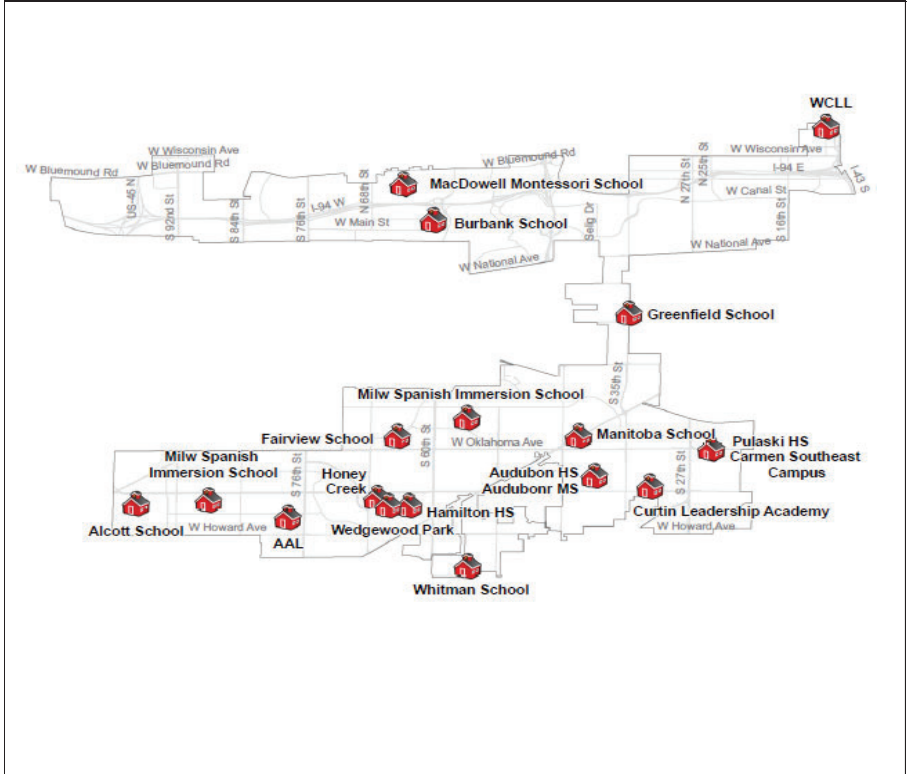 WCLL
W Wisconsin Ave
W Bluemound Rd
W Bluemound Rd
W Bluemound Rd
W Wisconsin Ave
I-94 E
I-43 S
US-45 N
S 92nd St
S 84th St
S 76th St
I-94 W
N 68th St
MacDowell Montessori School
N 27th St
N 25th St
W Canal St
W Main St
Burbank School
Selig Dr
S 16th St
W National Ave
W National Ave
Greenfield School
S 35th St
Milw Spanish Immersion School
Fairview School
S 60th St
W Oklahoma Ave
Manitoba School
Pulaski HS
Carmen Southeast
Campus
Milw Spanish
Immersion School
S 76th St
Honey
Creek
Audubon HS
Audubonr MS
S 27th St
Alcott School
W Howard Ave
AAL
Wedgewood Park
Hamilton HS
Curtin Leadership Academy
W Howard Ave
Whitman School